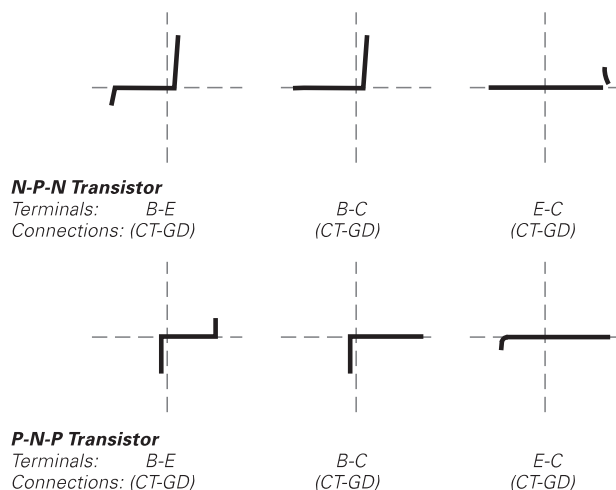 N-P-N Transistor
Terminals: B-E B-C E-C
Connections: (CT-GD) (CT-GD) (CT-GD)
P-N-P Transistor
Terminals: B-E B-C E-C
Connections: (CT-GD) (CT-GD) (CT-GD)